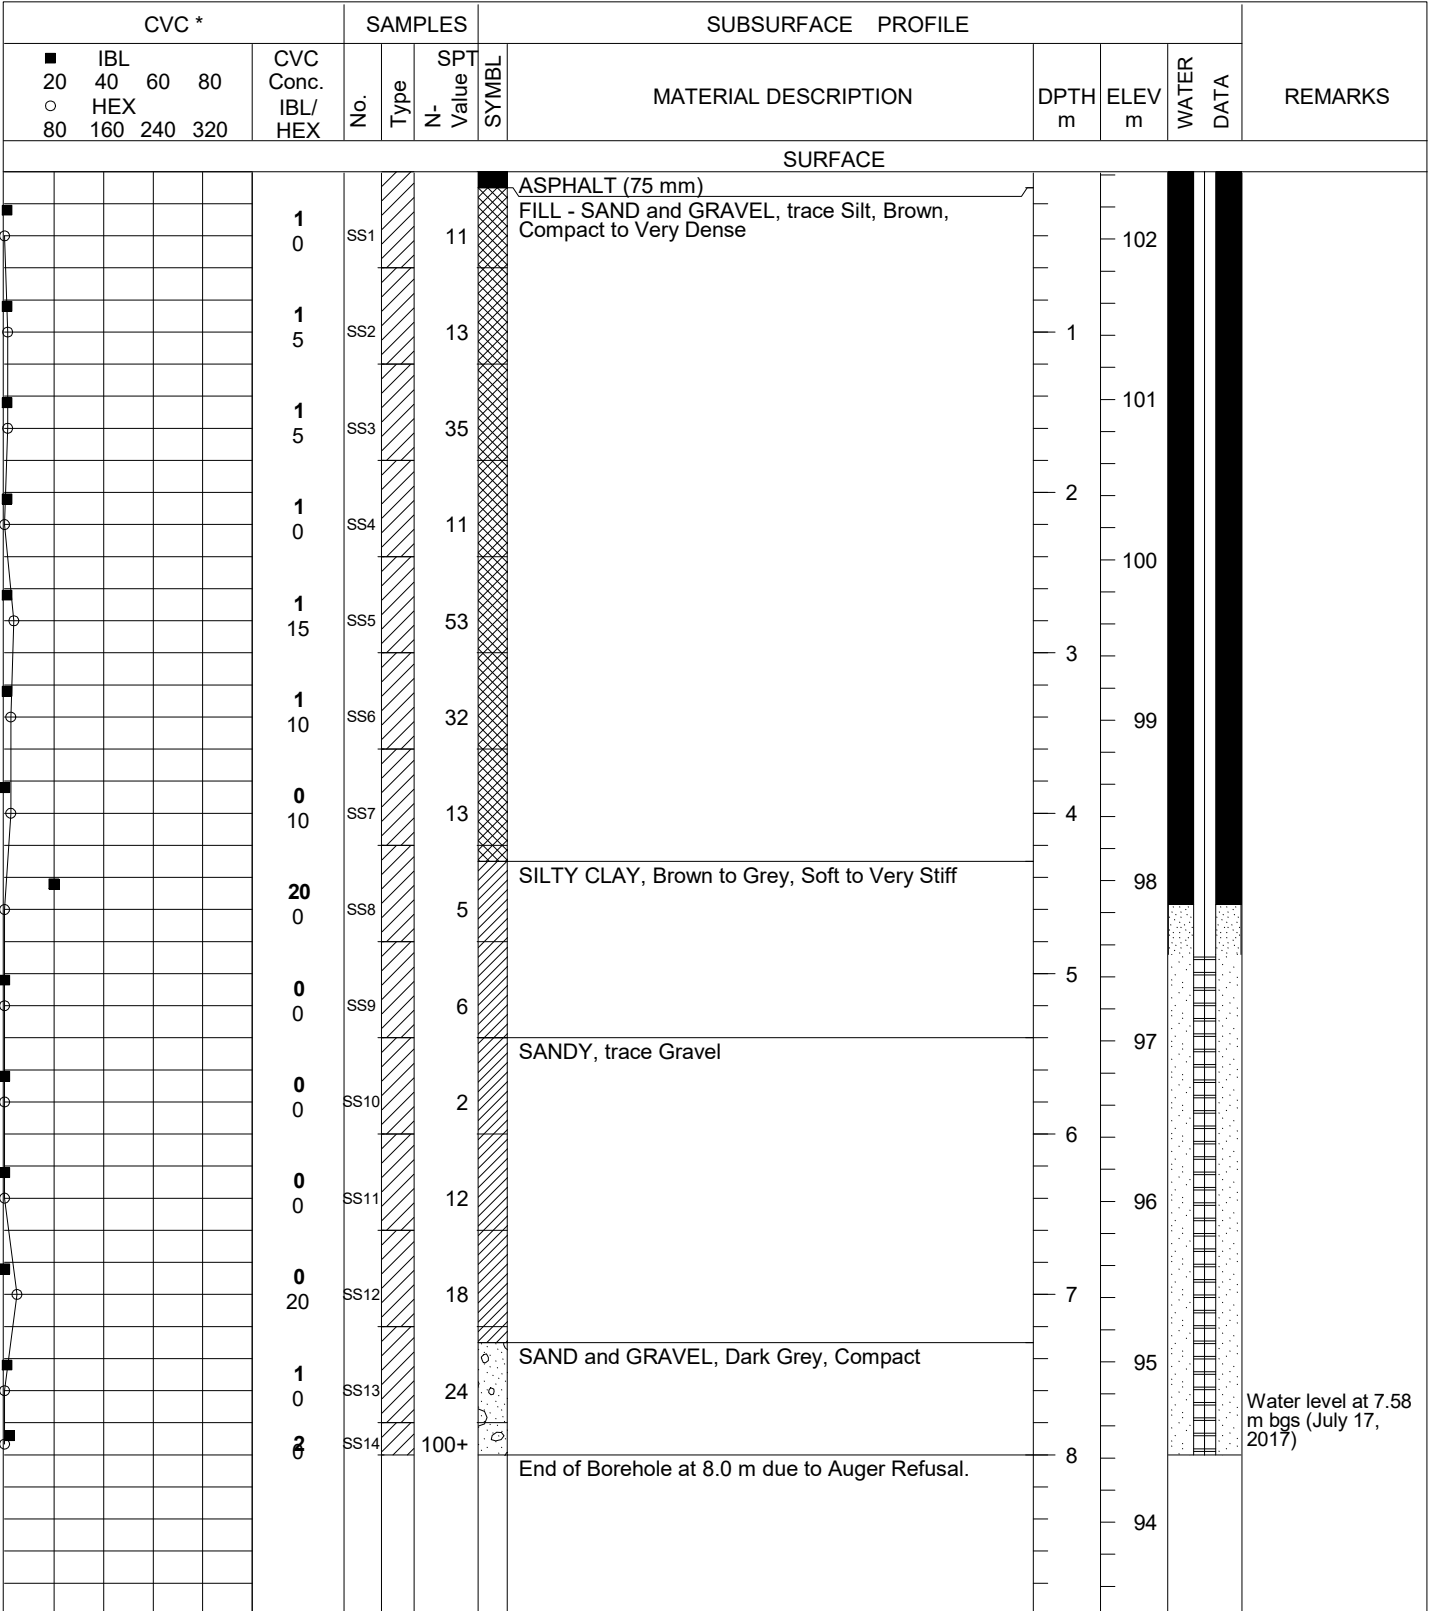 CVC *
SAMPLES
SUBSURFACE PROFILE
■ IBL
20 40 60 80
○ HEX
80 160 240 320
CVC
Conc.
IBL/
HEX
No.
Type
SPT
N-
Value
SYMBL
MATERIAL DESCRIPTION
DPTH
m
ELEV
m
WATER
DATA
REMARKS
SURFACE
ASPHALT (75 mm)
FILL - SAND and GRAVEL, trace Silt, Brown,
Compact to Very Dense
1
0
SS1
11
102
1
5
SS2
13
1
1
5
SS3
35
101
1
0
SS4
11
2
100
1
15
SS5
53
3
1
10
SS6
32
99
0
10
SS7
13
4
SILTY CLAY, Brown to Grey, Soft to Very Stiff
98
20
0
SS8
5
0
0
SS9
6
5
SANDY, trace Gravel
97
0
0
SS10
2
6
0
0
SS11
12
96
0
20
SS12
18
7
SAND and GRAVEL, Dark Grey, Compact
95
1
0
SS13
24
Water level at 7.58
m bgs (July 17,
2017)
2
0
SS14
100+
8
End of Borehole at 8.0 m due to Auger Refusal.
94